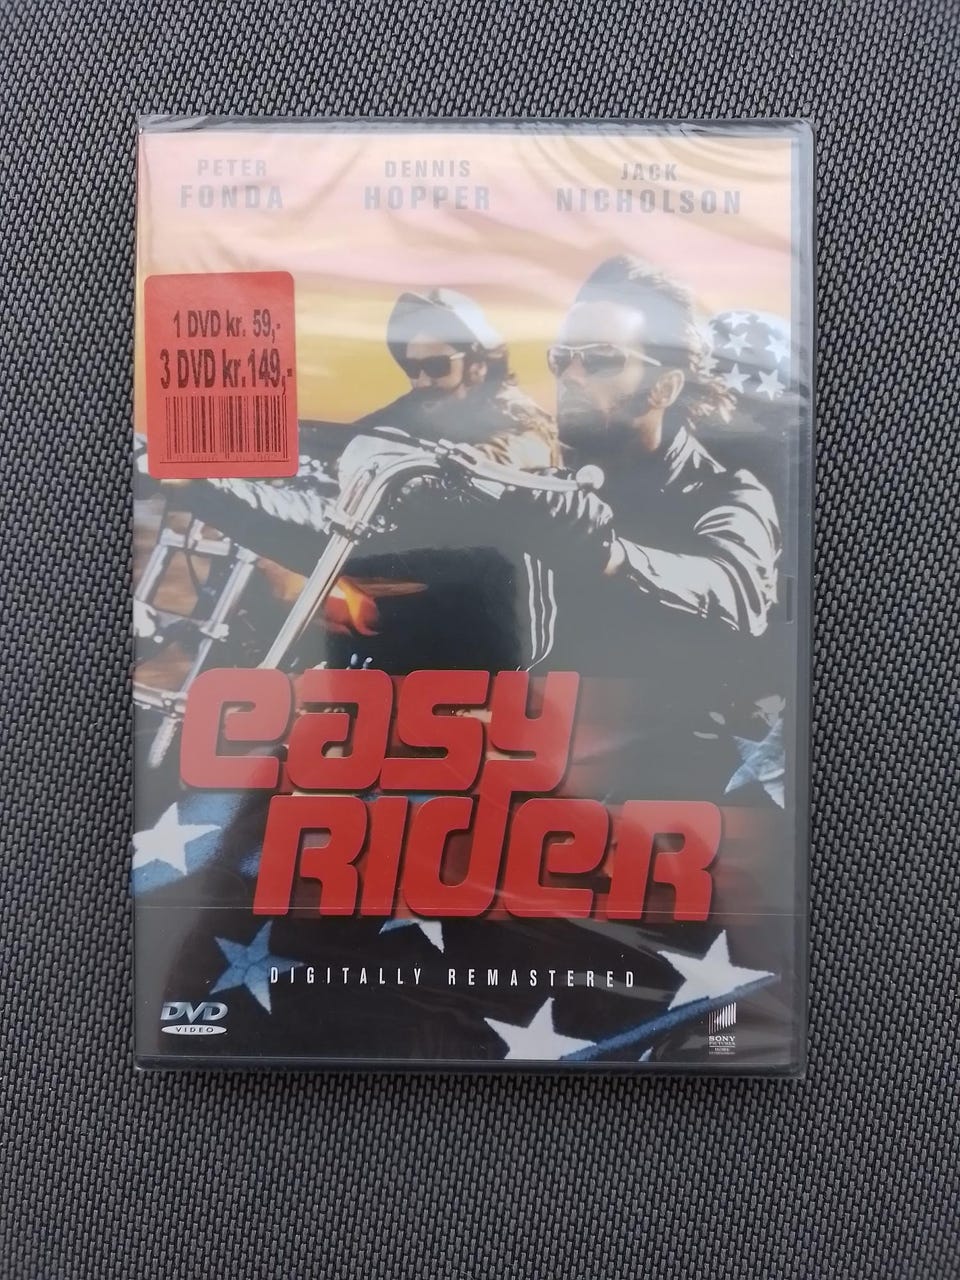 PETER DENNIS JACK
FONDA HOPPER NICHOLSON
1 DVD kr. 59,-
3 DVD kr.149,-
easy
RIDER
DIGITALLY REMASTERED
DVD
VIDEO
SONY
PICTURES